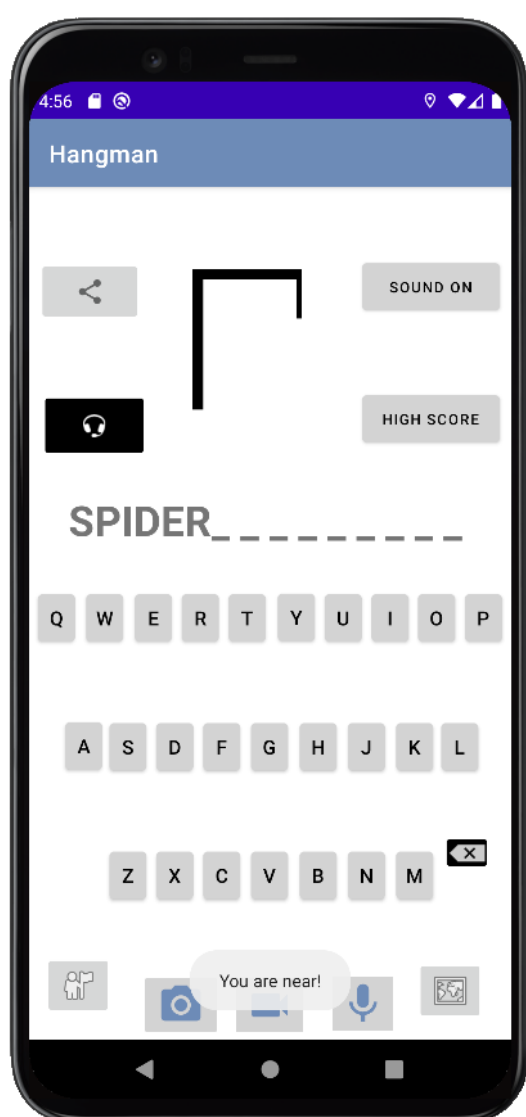 4:56
Hangman
SOUND ON
HIGH SCORE
SPIDER_ _ _ _ _ _ _ _ _
Q W E R T Y U I O P
A S D F G H J K L
Z X C V B N M
You are near!